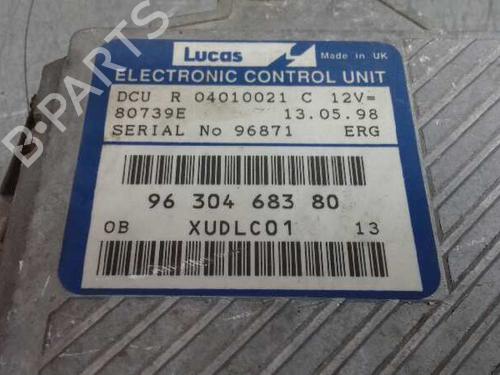 Lucas
Made in UK
ELECTRONIC CONTROL UNIT
DCU R 04010021 C 12V=
80739E 13.05.98
SERIAL No 96871 ERG
96 304 683 80
OB XUDLC01 13
B-PARTS